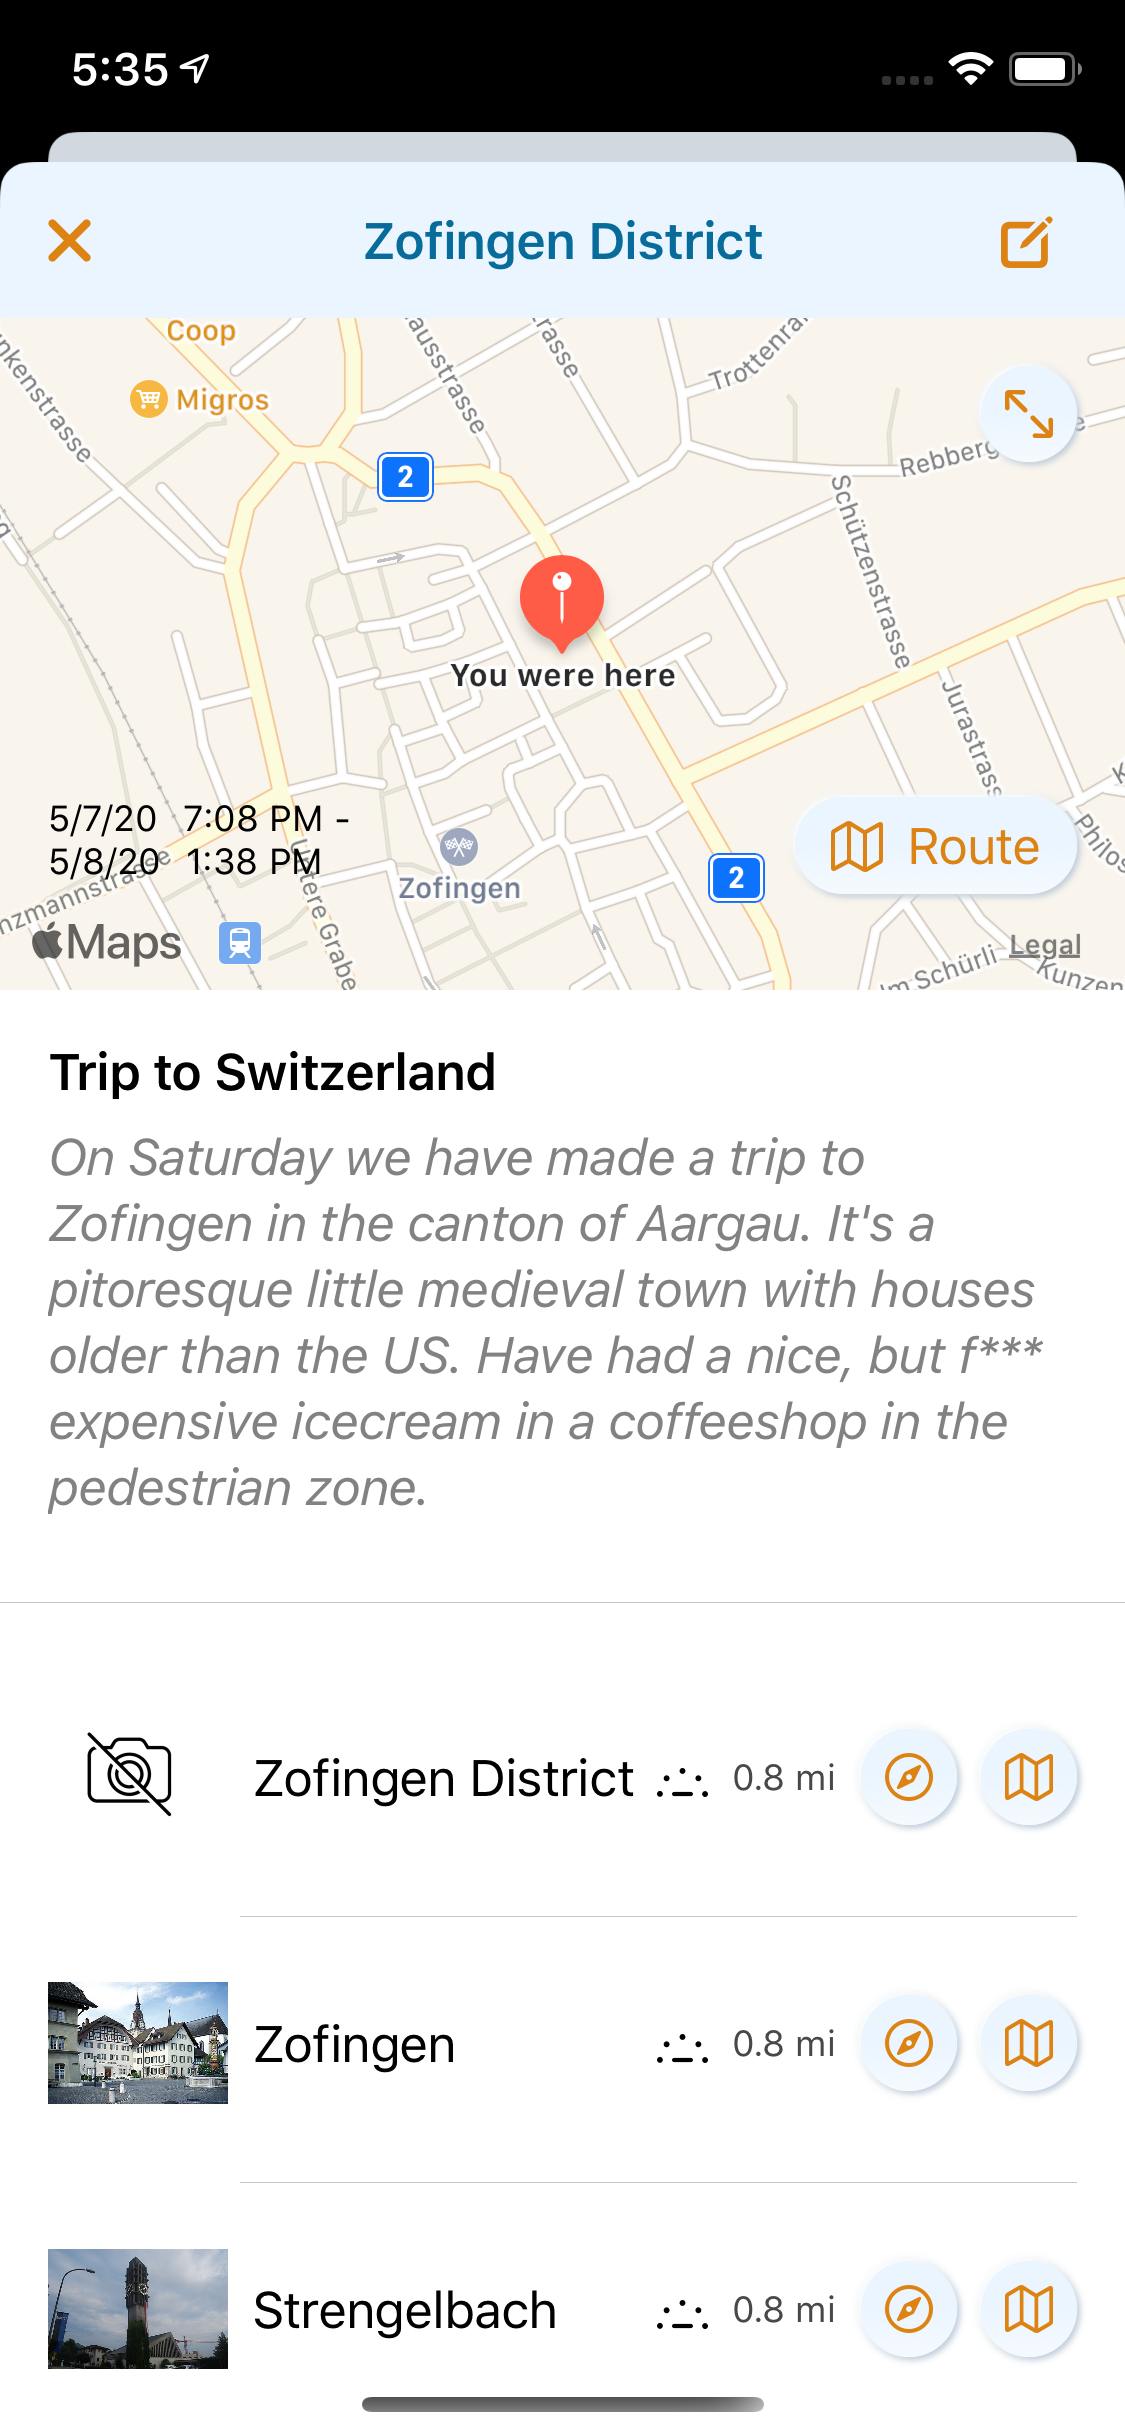 5:35
Zofingen District
Coop
Migros
ausstrasse
rasse
Trottenra
nkenstrasse
2
Rebberg
Schützenstrasse
You were here
Jurastrass
5/7/20 7:08 PM -
5/8/20 1:38 PM
Route
Philos
nzmannstrasse
Untere Grabe
Zofingen
2
Maps
Legal
Im Schürli
Kunzen
Trip to Switzerland
On Saturday we have made a trip to
Zofingen in the canton of Aargau. It's a
pitoresque little medieval town with houses
older than the US. Have had a nice, but f***
expensive icecream in a coffeeshop in the
pedestrian zone.
Zofingen District 0.8 mi
Zofingen 0.8 mi
Strengelbach 0.8 mi